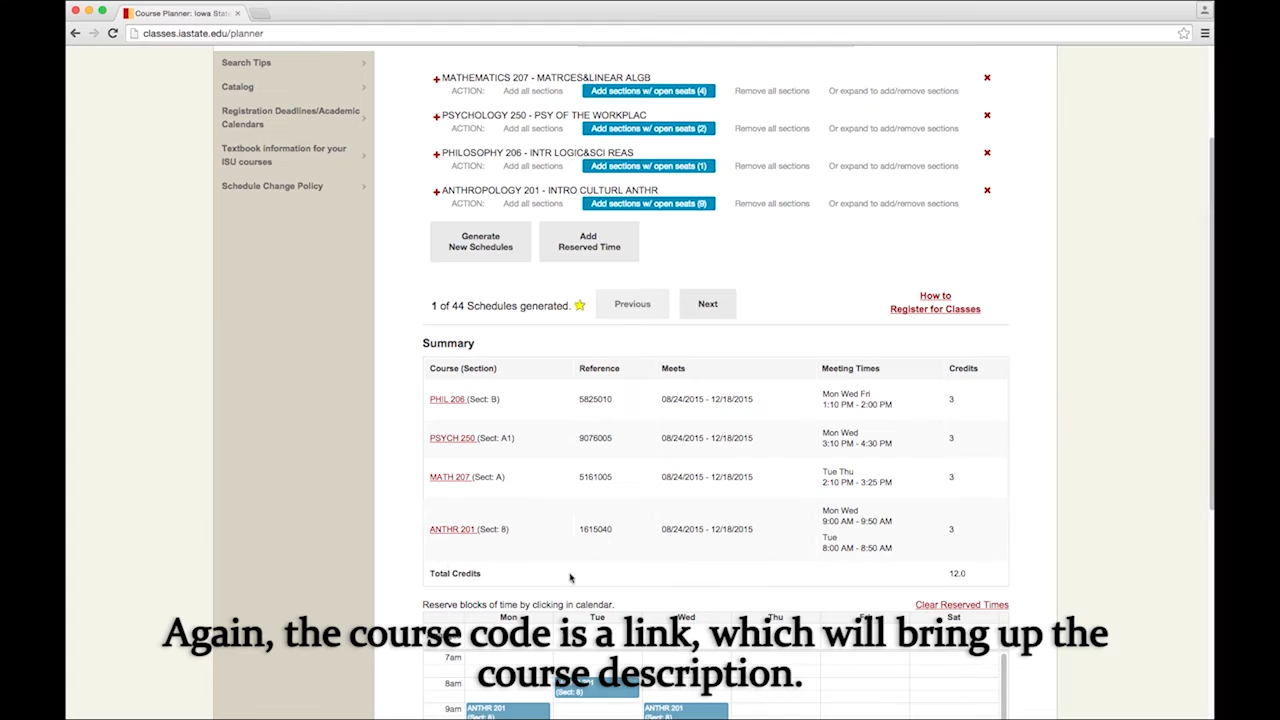 Course Planner: Iowa Stat
classes.iastate.edu/planner
Search Tips
Catalog
Registration Deadlines/Academic
Calendars
Textbook information for your
ISU courses
Schedule Change Policy
MATHEMATICS 207 - MATRCES&LINEAR ALGB
ACTION: Add all sections Add sections w/ open seats (4) Remove all sections Or expand to add/remove sections
PSYCHOLOGY 250 - PSY OF THE WORKPLAC
ACTION: Add all sections Add sections w/ open seats (2) Remove all sections Or expand to add/remove sections
PHILOSOPHY 206 - INTR LOGIC&SCI REAS
ACTION: Add all sections Add sections w/ open seats (1) Remove all sections Or expand to add/remove sections
ANTHROPOLOGY 201 - INTRO CULTURL ANTHR
ACTION: Add all sections Add sections w/ open seats (9) Remove all sections Or expand to add/remove sections
Generate
New Schedules
Add
Reserved Time
1 of 44 Schedules generated. Previous Next
How to
Register for Classes
Summary
Course (Section) Reference Meets Meeting Times Credits
PHIL 206 (Sect: B) 5825010 08/24/2015 - 12/18/2015 Mon Wed Fri
1:10 PM - 2:00 PM 3
PSYCH 250 (Sect: A1) 9076005 08/24/2015 - 12/18/2015 Mon Wed
3:10 PM - 4:30 PM 3
MATH 207 (Sect: A) 5161005 08/24/2015 - 12/18/2015 Tue Thu
2:10 PM - 3:25 PM 3
ANTHR 201 (Sect: 8) 1615040 08/24/2015 - 12/18/2015 Mon Wed
9:00 AM - 9:50 AM 3
Tue
8:00 AM - 8:50 AM
Total Credits 12.0
Reserve blocks of time by clicking in calendar. Clear Reserved Times
Mon Tue Wed Thu Fri Sat
Again, the course code is a link, which will bring up the
course description.
7am
8am
(Sect: 8)
9am ANTHR 201 ANTHR 201
(Sect: 8) (Sect: 8)